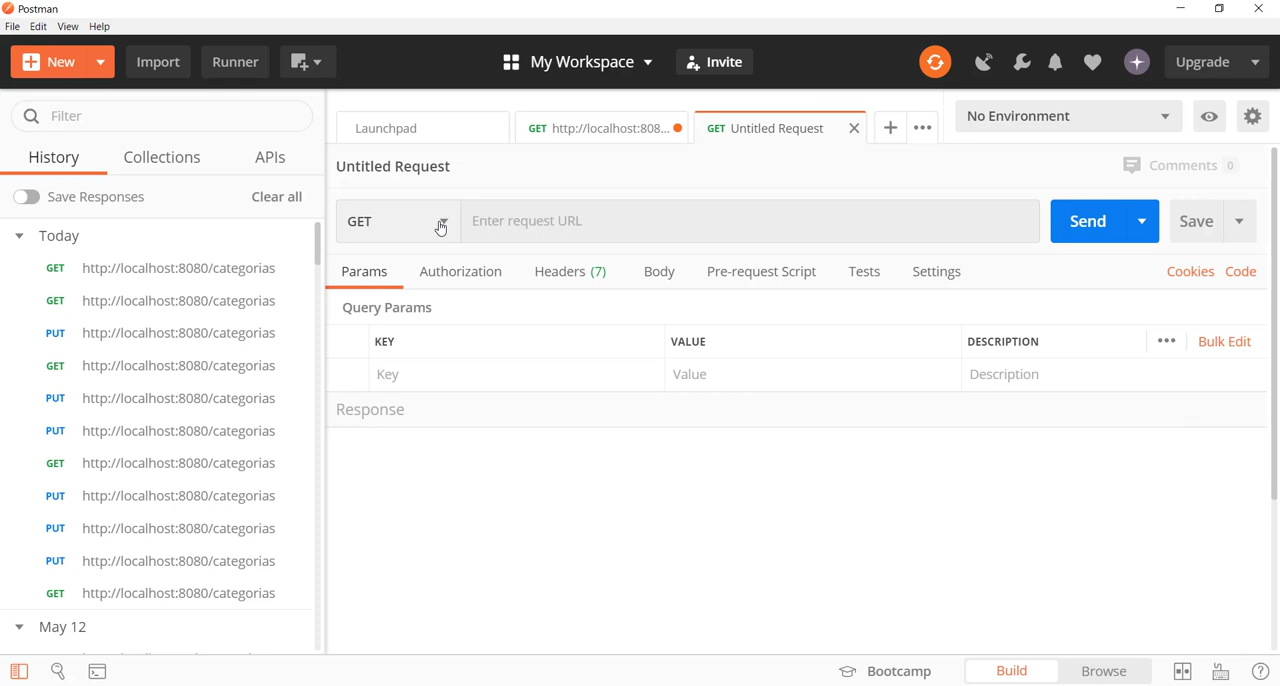 Postman
File Edit View Help
New Import Runner My Workspace Invite Upgrade
Filter
History Collections APIs
Save Responses Clear all
Today
GET http://localhost:8080/categorias
GET http://localhost:8080/categorias
PUT http://localhost:8080/categorias
GET http://localhost:8080/categorias
PUT http://localhost:8080/categorias
PUT http://localhost:8080/categorias
GET http://localhost:8080/categorias
PUT http://localhost:8080/categorias
PUT http://localhost:8080/categorias
PUT http://localhost:8080/categorias
GET http://localhost:8080/categorias
May 12
Launchpad GET http://localhost:808... GET Untitled Request
No Environment
Untitled Request Comments 0
GET Enter request URL Send Save
Params Authorization Headers (7) Body Pre-request Script Tests Settings Cookies Code
Query Params
KEY VALUE DESCRIPTION ••• Bulk Edit
Key Value Description
Response
Bootcamp Build Browse